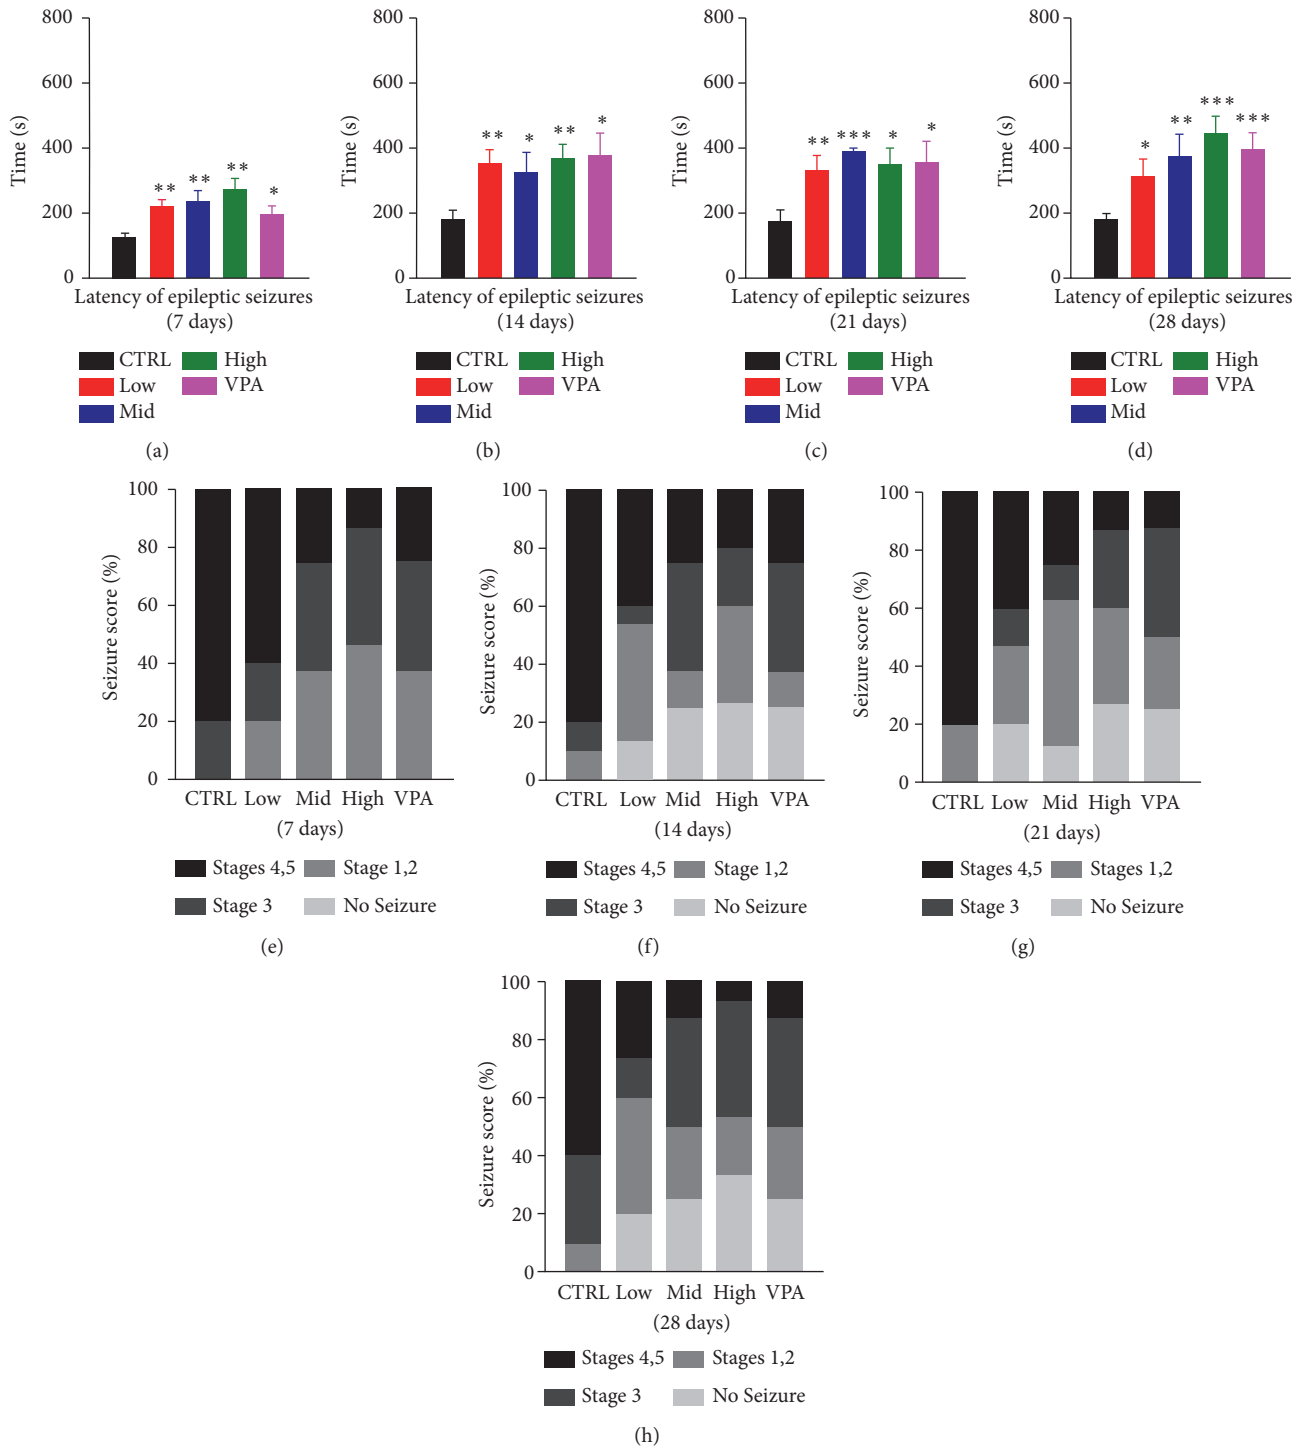 800
600
400
200
0
Time (s)
**
**
**
*
Latency of epileptic seizures
(7 days)
CTRL
High
Low
VPA
Mid
(a)
800
600
400
200
0
Time (s)
**
*
**
*
Latency of epileptic seizures
(14 days)
CTRL
High
Low
VPA
Mid
(b)
800
600
400
200
0
Time (s)
**
***
*
*
Latency of epileptic seizures
(21 days)
CTRL
High
Low
VPA
Mid
(c)
800
600
400
200
0
Time (s)
*
**
***
***
Latency of epileptic seizures
(28 days)
CTRL
High
Low
VPA
Mid
(d)
100
80
60
40
20
0
Seizure score (%)
CTRL Low Mid High VPA
(7 days)
Stages 4,5
Stage 1,2
Stage 3
No Seizure
(e)
100
80
60
40
20
0
Seizure score (%)
CTRL Low Mid High VPA
(14 days)
Stages 4,5
Stage 1,2
Stage 3
No Seizure
(f)
100
80
60
40
20
0
Seizure score (%)
CTRL Low Mid High VPA
(21 days)
Stages 4,5
Stages 1,2
Stage 3
No Seizure
(g)
100
80
60
40
20
0
Seizure score (%)
CTRL Low Mid High VPA
(28 days)
Stages 4,5
Stages 1,2
Stage 3
No Seizure
(h)